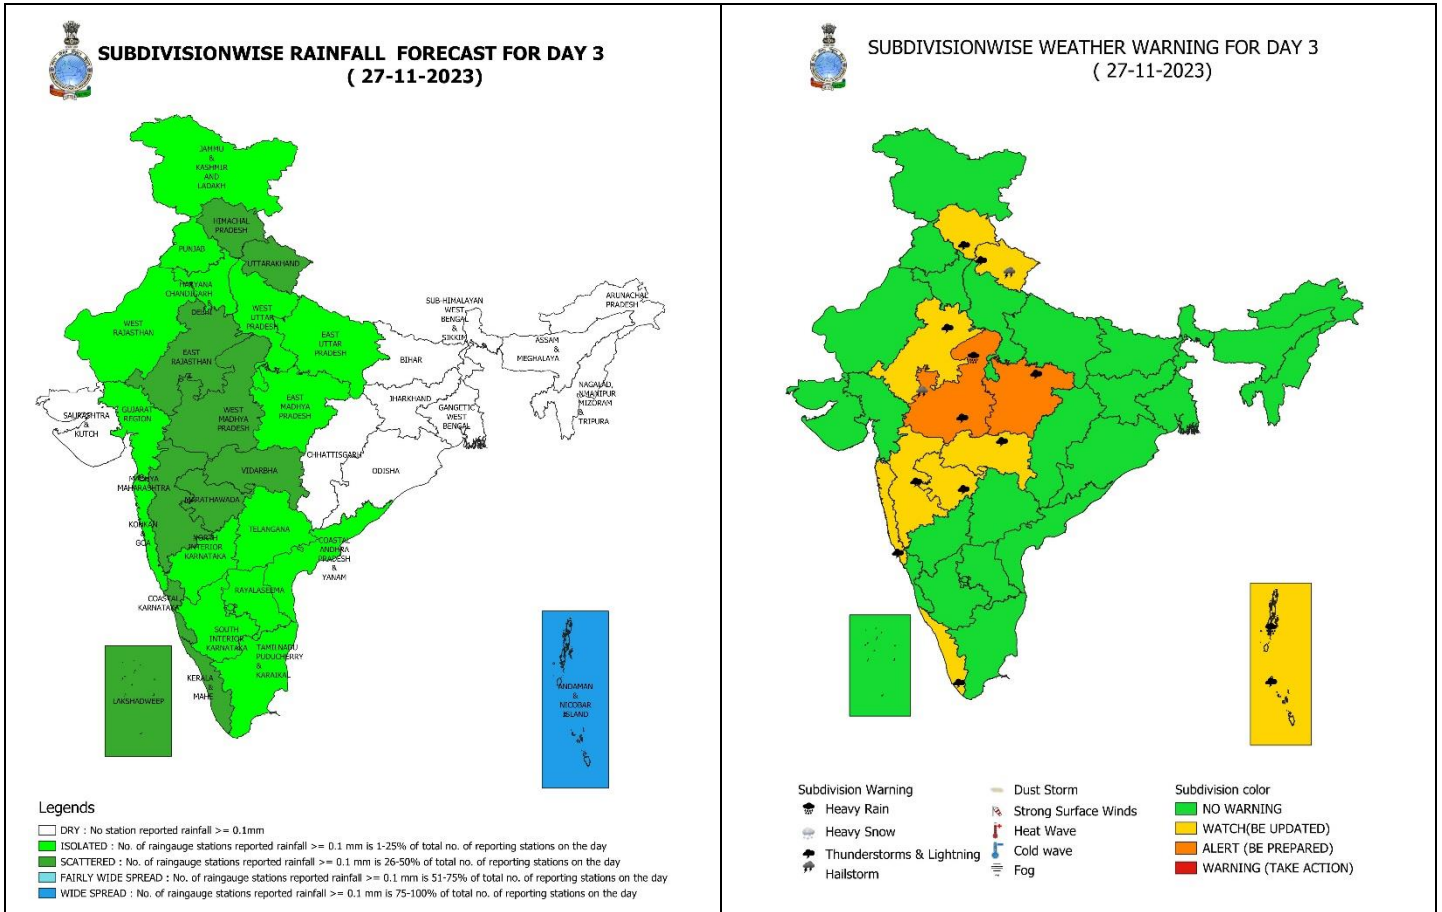 SUBDIVISIONWISE RAINFALL FORECAST FOR DAY 3
( 27-11-2023)
JAMMU
&
KASHMIR
AND
LADAKH
HIMACHAL
PRADESH
PUNJAB
UTTARAKHAND
HARYANA
CHANDIGARH
&
DELHI
WEST
UTTAR
PRADESH
WEST
RAJASTHAN
EAST
UTTAR
PRADESH
SUB-HIMALAYAN
WEST
BENGAL
&
SIKKIM
ARUNACHAL
PRADESH
ASSAM
&
MEGHALAYA
EAST
RAJASTHAN
BIHAR
NAGALAD,
MIZORAM
&
TRIPURA
SAURASHTRA
&
KUTCH
GUJARAT
REGION
WEST
MADHYA
PRADESH
EAST
MADHYA
PRADESH
JHARKHAND
GANGETIC
WEST
BENGAL
CHHATTISGARH
ODISHA
VIDARBHA
MADHYA
MAHARASHTRA
MARATHAWADA
KONKAN
&
GOA
TELANGANA
NORTH
INTERIOR
KARNATAKA
COASTAL
ANDHRA
PRADESH
&
YANAM
RAYALASEEMA
COASTAL
KARNATAKA
SOUTH
INTERIOR
KARNATAKA
TAMILNADU
PUDUCHERRY
&
KARAIKAL
KERALA
&
MAHE
LAKSHADWEEP
ANDAMAN
&
NICOBAR
ISLAND
Legends
DRY : No station reported rainfall >= 0.1mm
ISOLATED : No. of raingauge stations reported rainfall >= 0.1 mm is 1-25% of total no. of reporting stations on the day
SCATTERED : No. of raingauge stations reported rainfall >= 0.1 mm is 26-50% of total no. of reporting stations on the day
FAIRLY WIDE SPREAD : No. of raingauge stations reported rainfall >= 0.1 mm is 51-75% of total no. of reporting stations on the day
WIDE SPREAD : No. of raingauge stations reported rainfall >= 0.1 mm is 75-100% of total no. of reporting stations on the day
SUBDIVISIONWISE WEATHER WARNING FOR DAY 3
( 27-11-2023)
Subdivision Warning
Heavy Rain
Heavy Snow
Thunderstorms & Lightning
Hailstorm
Dust Storm
Strong Surface Winds
Heat Wave
Cold wave
Fog
Subdivision color
NO WARNING
WATCH(BE UPDATED)
ALERT (BE PREPARED)
WARNING (TAKE ACTION)